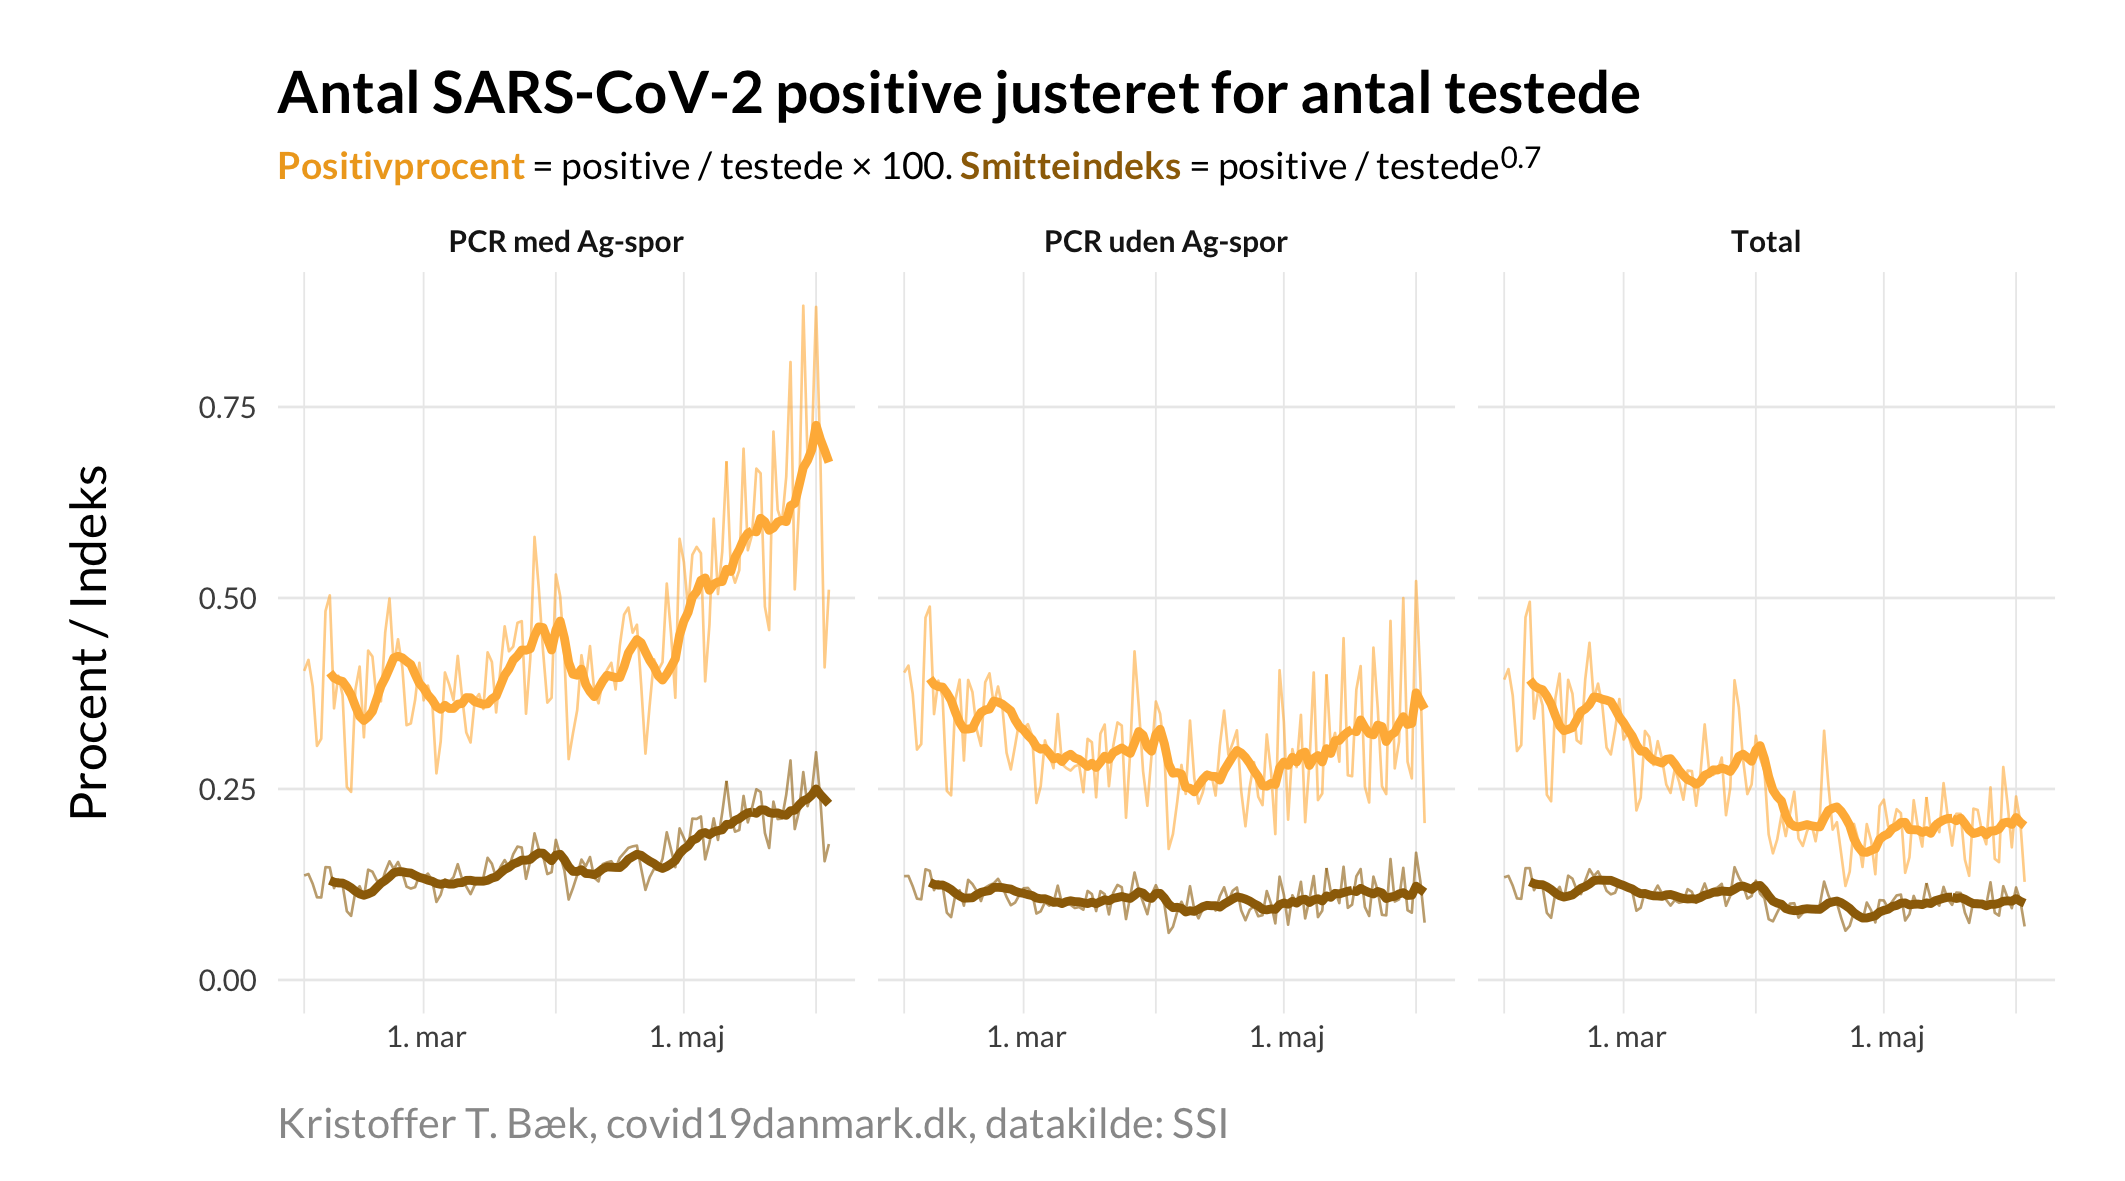 Antal SARS-CoV-2 positive justeret for antal testede
Positivprocent = positive / testede × 100. Smitteindeks = positive / testede^0.7
PCR med Ag-spor
PCR uden Ag-spor
Total
Procent / Indeks
0.75
0.50
0.25
0.00
1. mar
1. maj
1. mar
1. maj
1. mar
1. maj
Kristoffer T. Bæk, covid19danmark.dk, datakilde: SSI